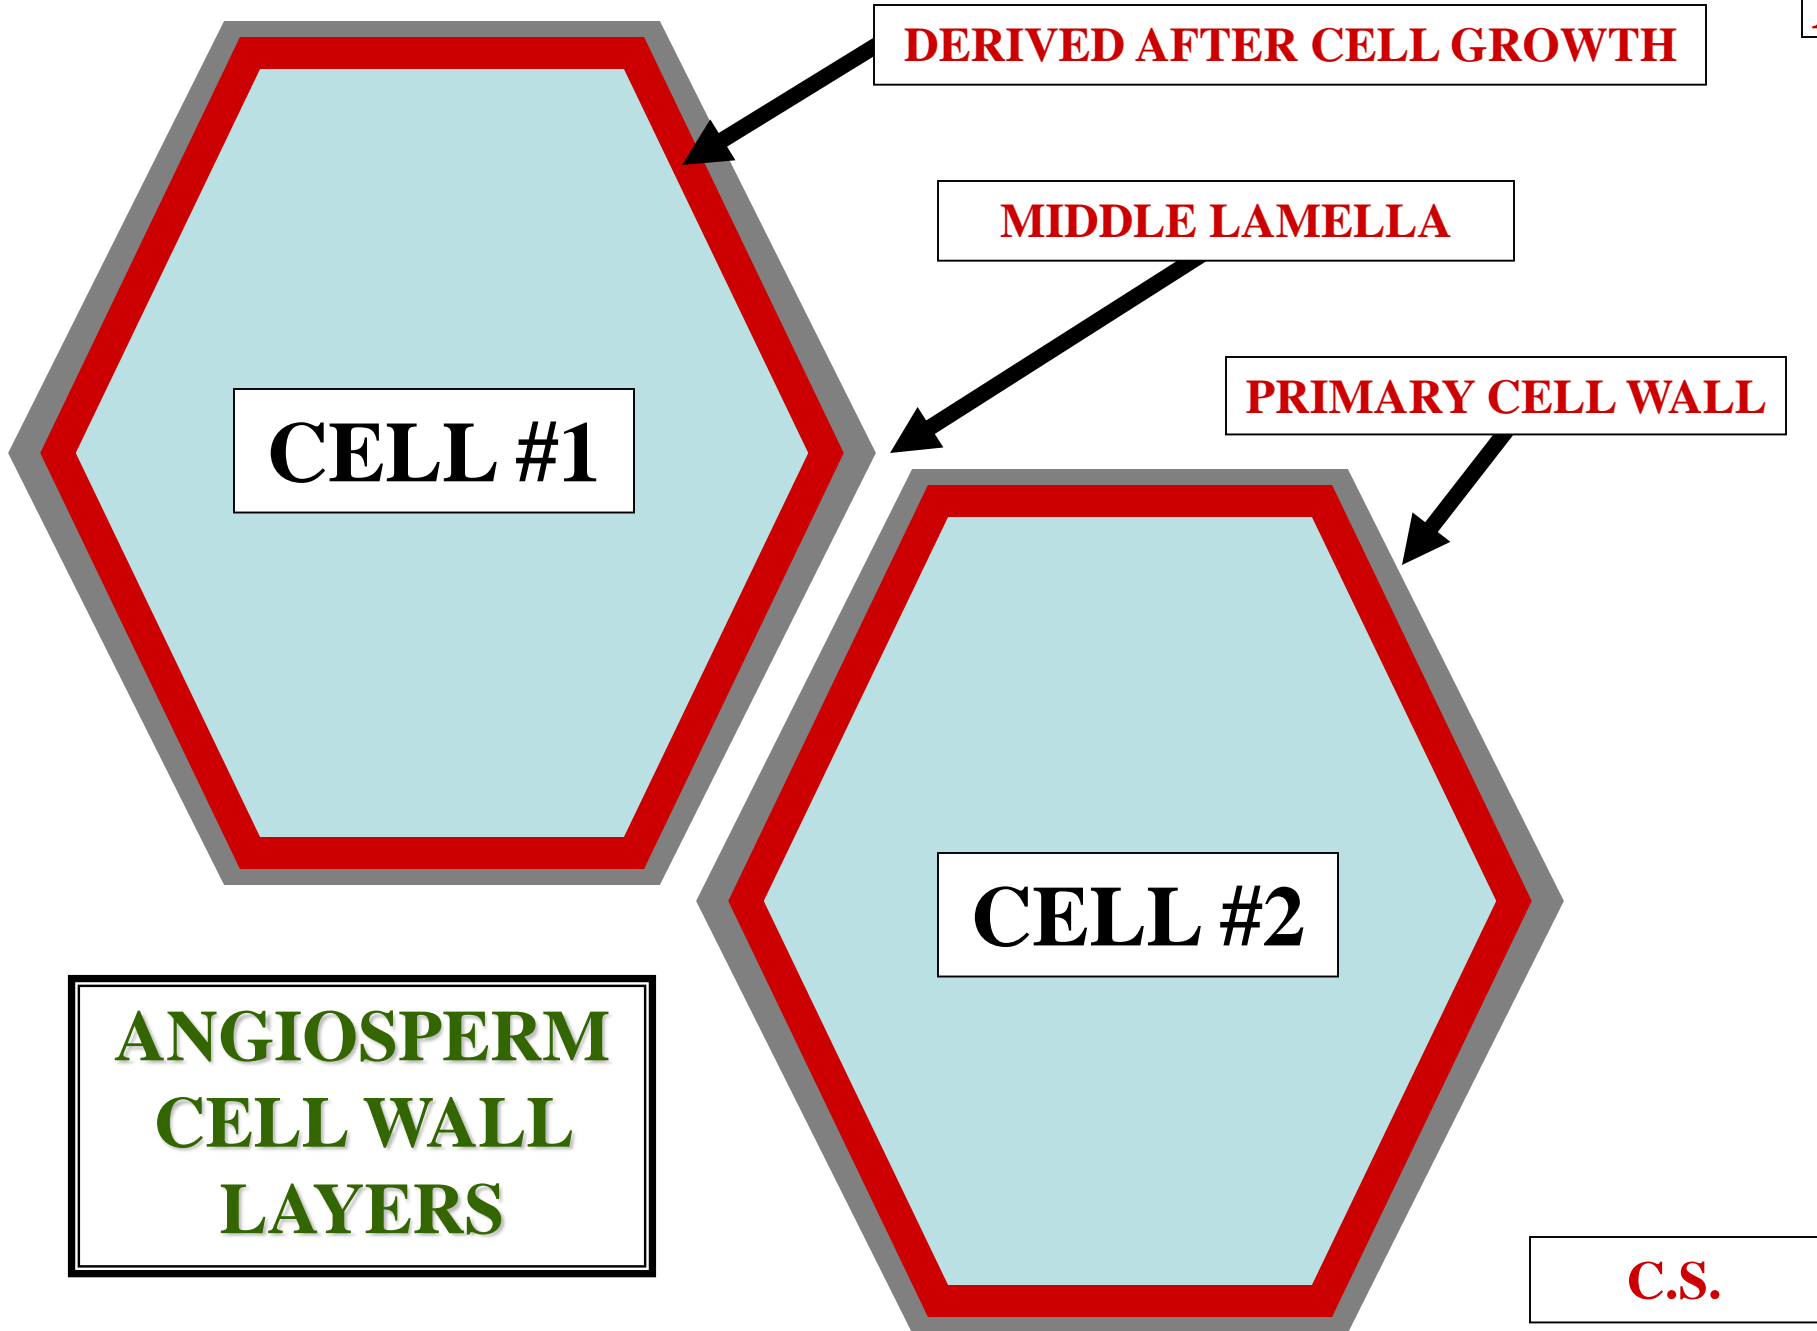 DERIVED AFTER CELL GROWTH
MIDDLE LAMELLA
PRIMARY CELL WALL
CELL #1
CELL #2
ANGIOSPERM
CELL WALL
LAYERS
C.S.